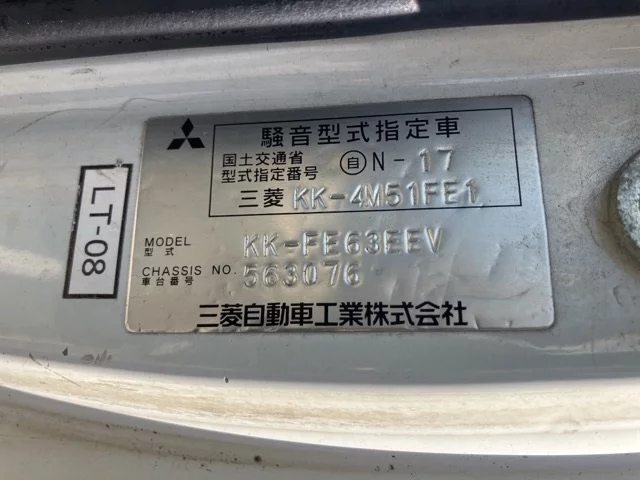 騒音型式指定車
国土交通省
型式指定番号 自 N-17
三菱 KK-4M51FE1
LT-08
MODEL
型式 KK-FE63EEV
CHASSIS NO.
車台番号 563076
三菱自動車工業株式会社